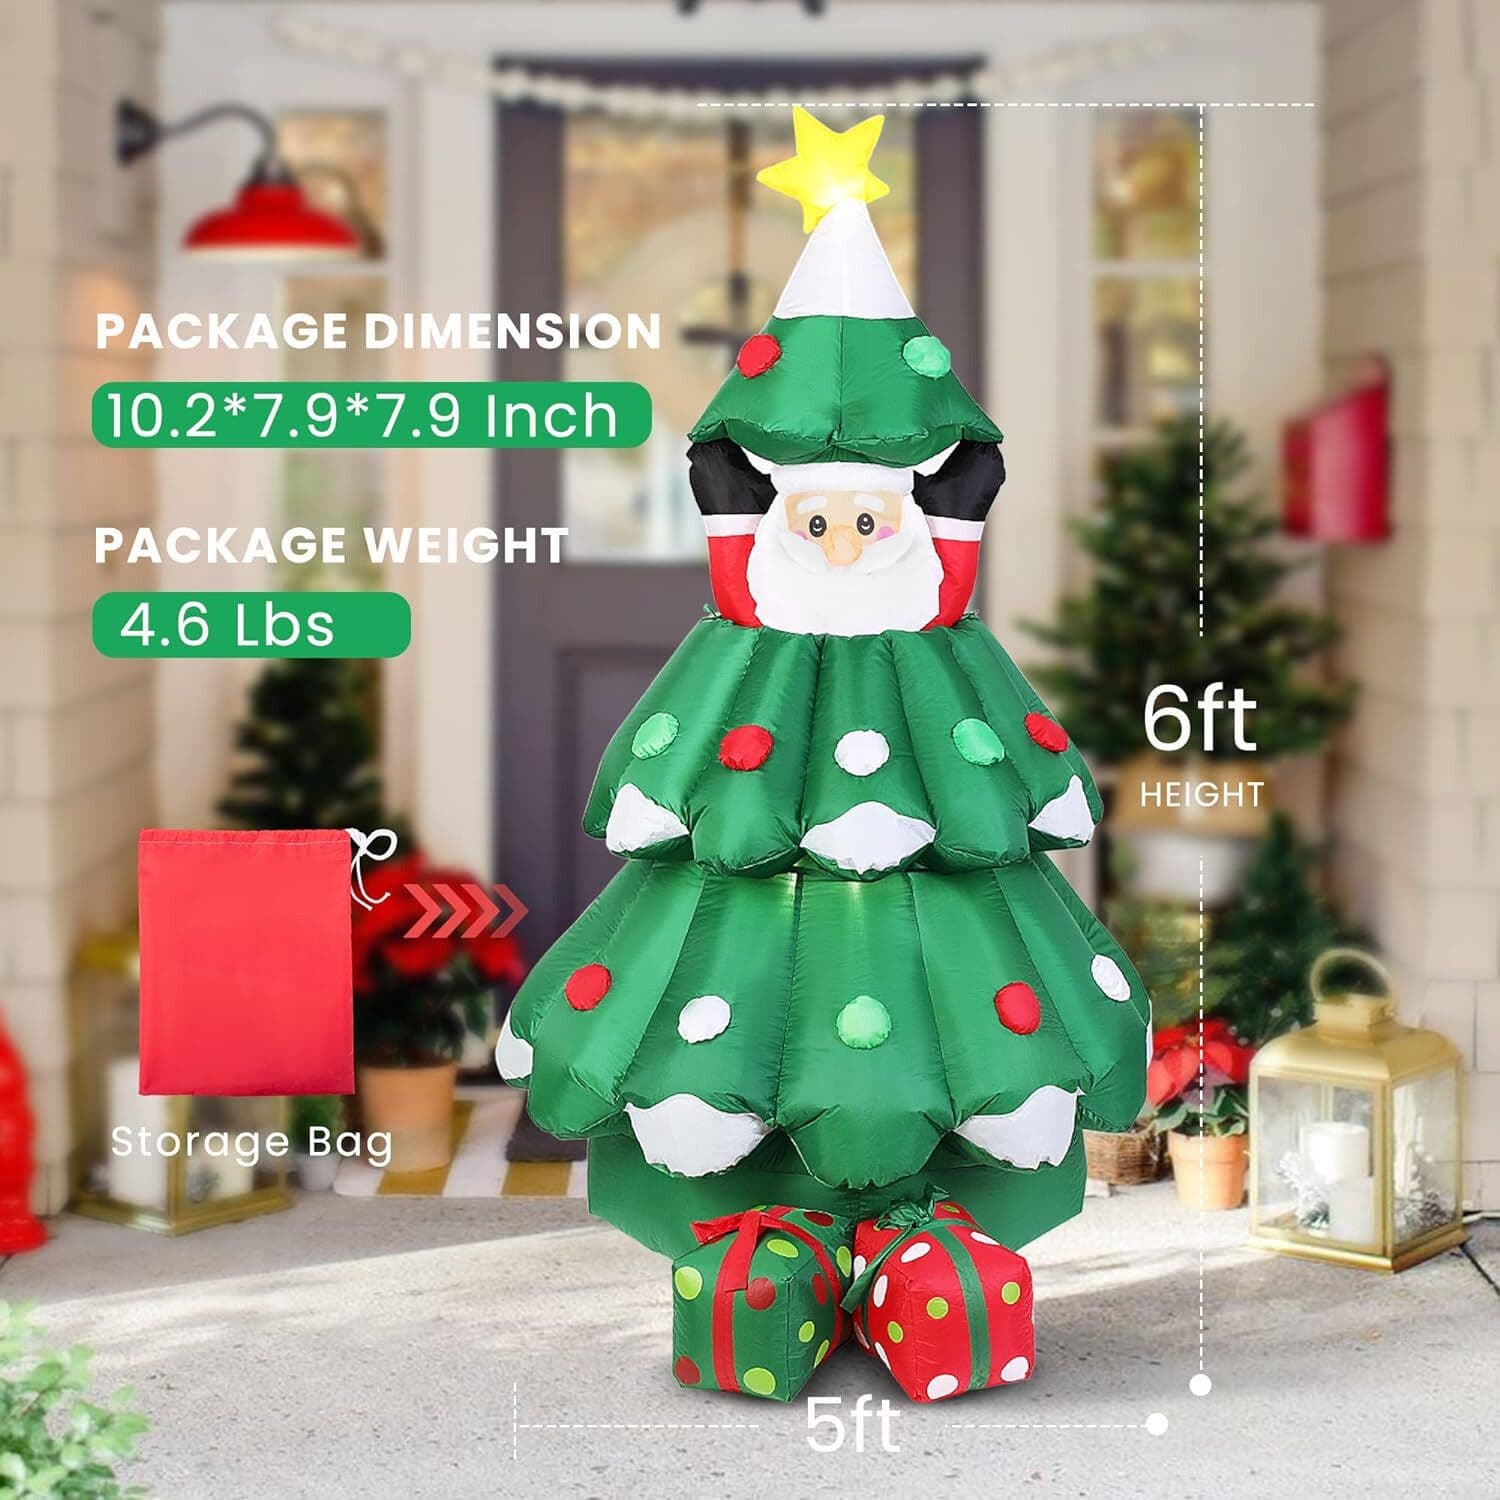 PACKAGE DIMENSION
10.2*7.9*7.9 Inch
PACKAGE WEIGHT
4.6 Lbs
6ft
HEIGHT
Storage Bag
5ft